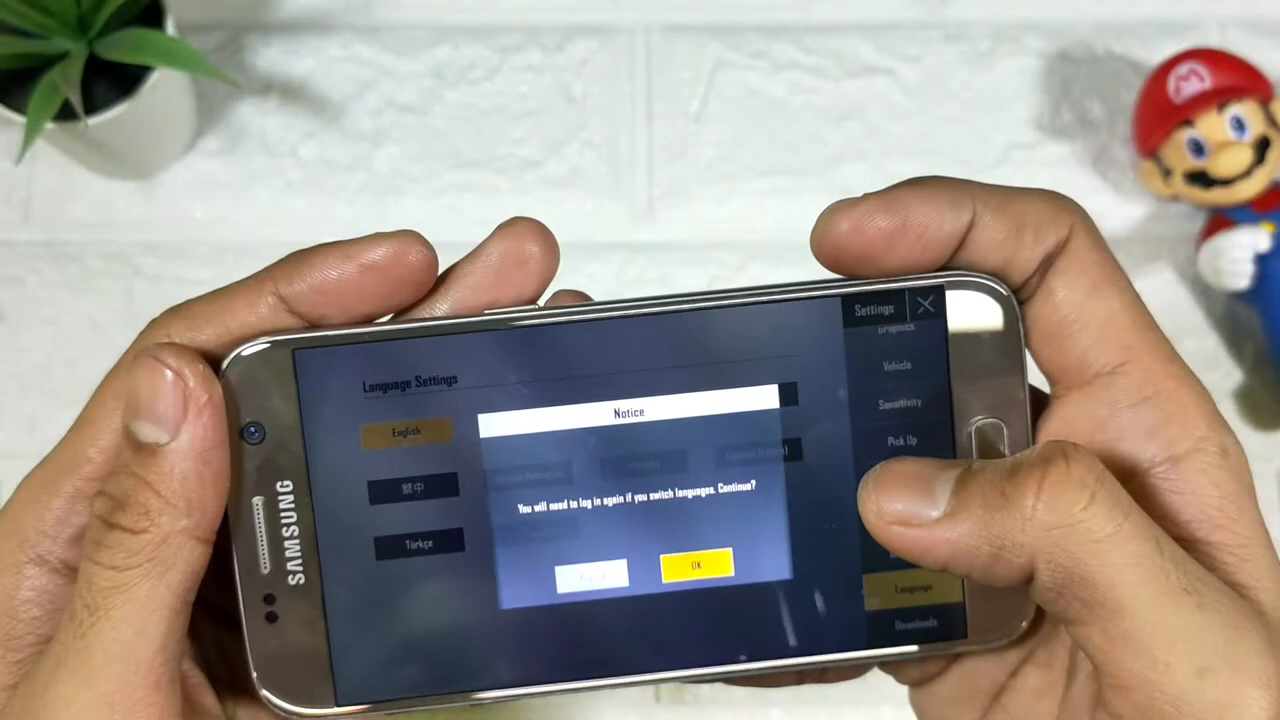 Settings
Graphics
Language Settings
Vehicle
Notice
Sensitivity
English
Pick Up
繁中
You will need to log in again if you switch languages. Continue?
SAMSUNG
Türkçe
OK
Language
Downloads
M